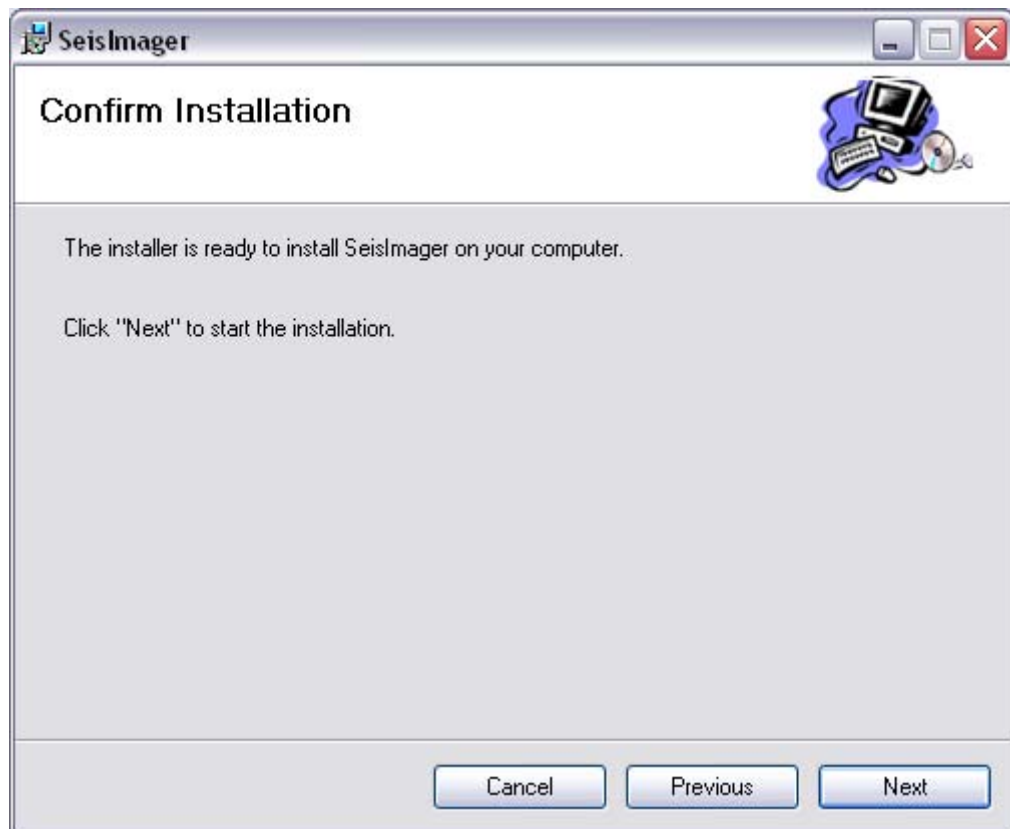 SeisImager
Confirm Installation
The installer is ready to install SeisImager on your computer.
Click "Next" to start the installation.
Cancel
Previous
Next